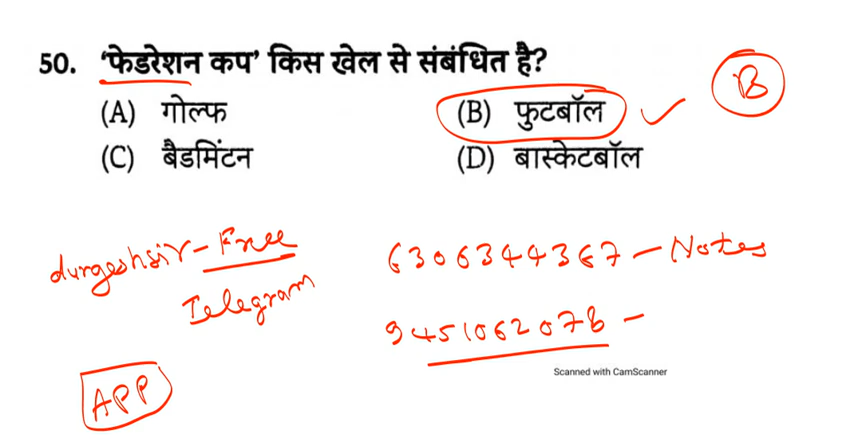 50. 'फेडरेशन कप' किस खेल से संबंधित है?
(A) गोल्फ (B) फुटबॉल ✓ B
(C) बैडमिंटन (D) बास्केटबॉल
durgeshsir - Free 6306344367 - Notes
Telegram 9451062078 -
Scanned with CamScanner
APP